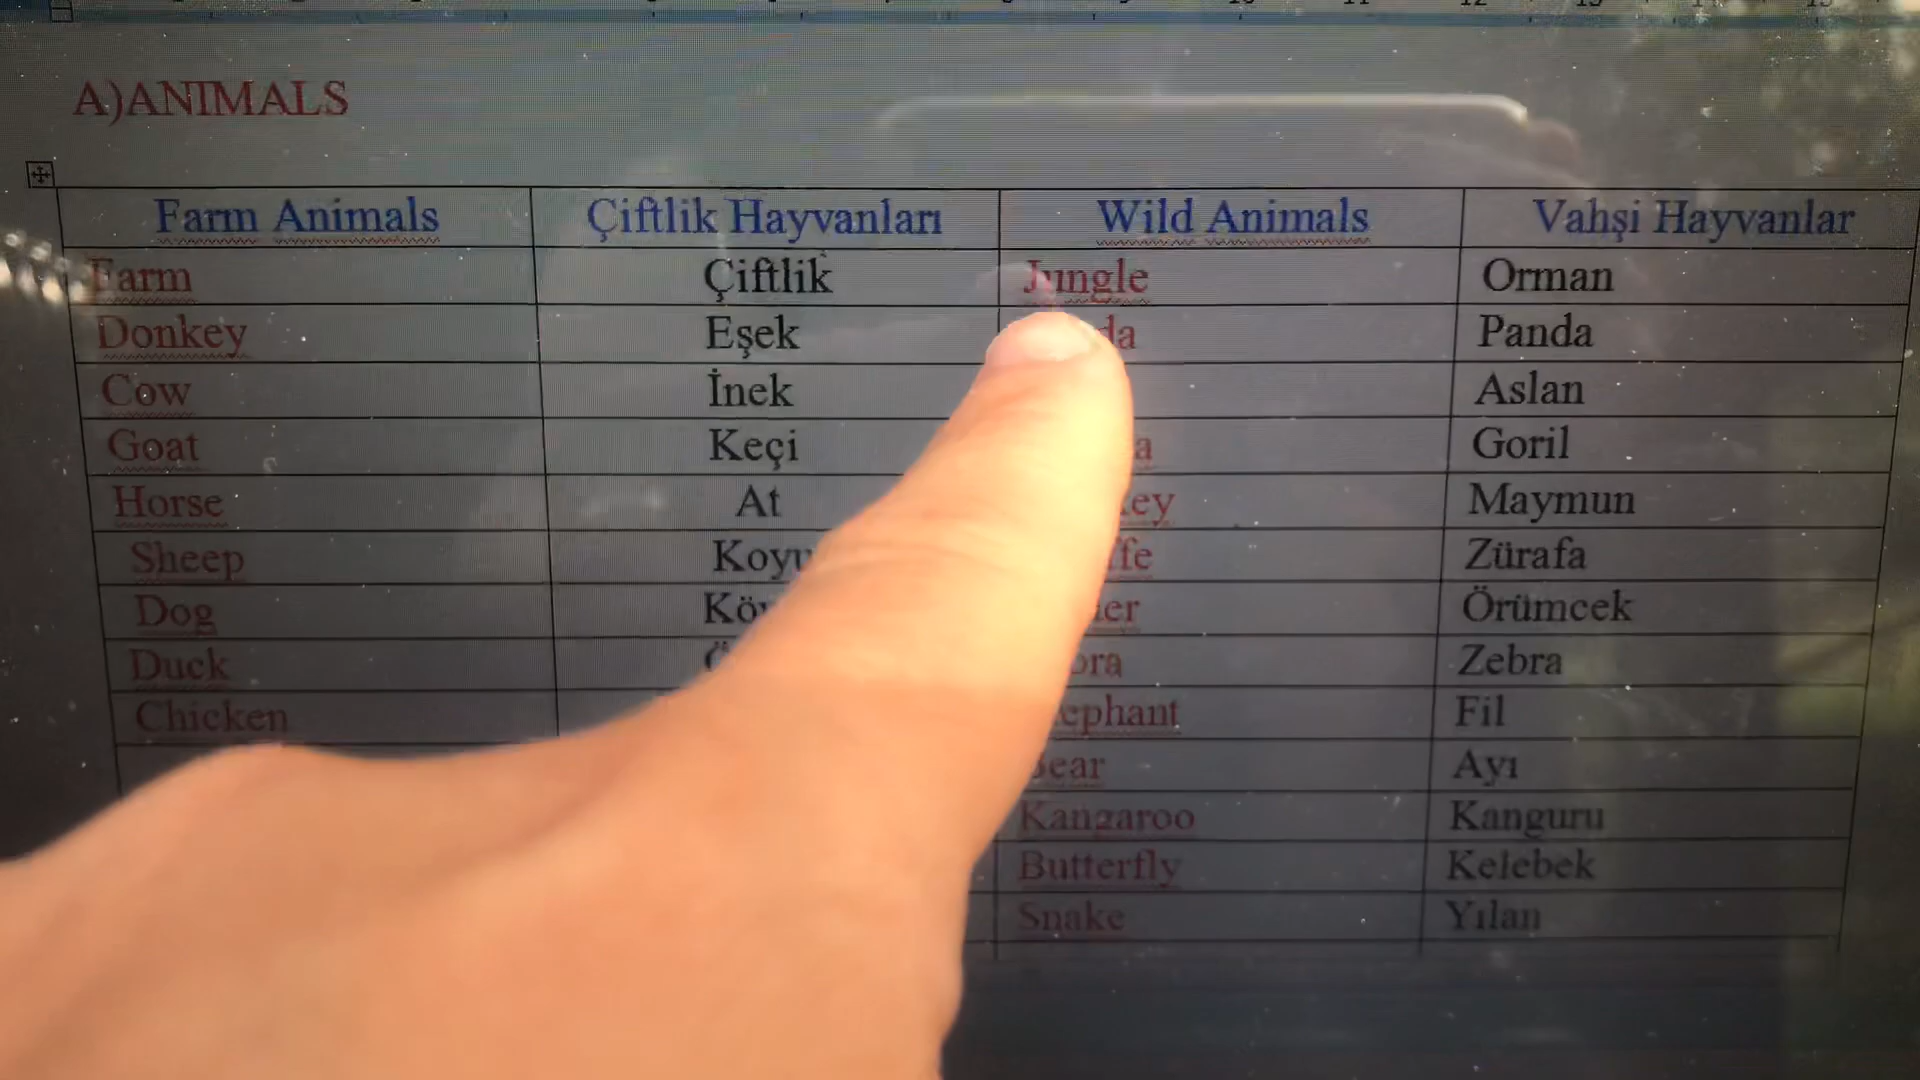 A)ANIMALS
Farm Animals Çiftlik Hayvanları Wild Animals Vahşi Hayvanlar
Farm Çiftlik Jungle Orman
Donkey Eşek Panda
Cow İnek Aslan
Goat Keçi Goril
Horse At Maymun
Sheep Zürafa
Dog Örümcek
Duck Zebra
Chicken Fil
Ayı
Kangaroo Kanguru
Butterfly Kelebek
Snake Yılan